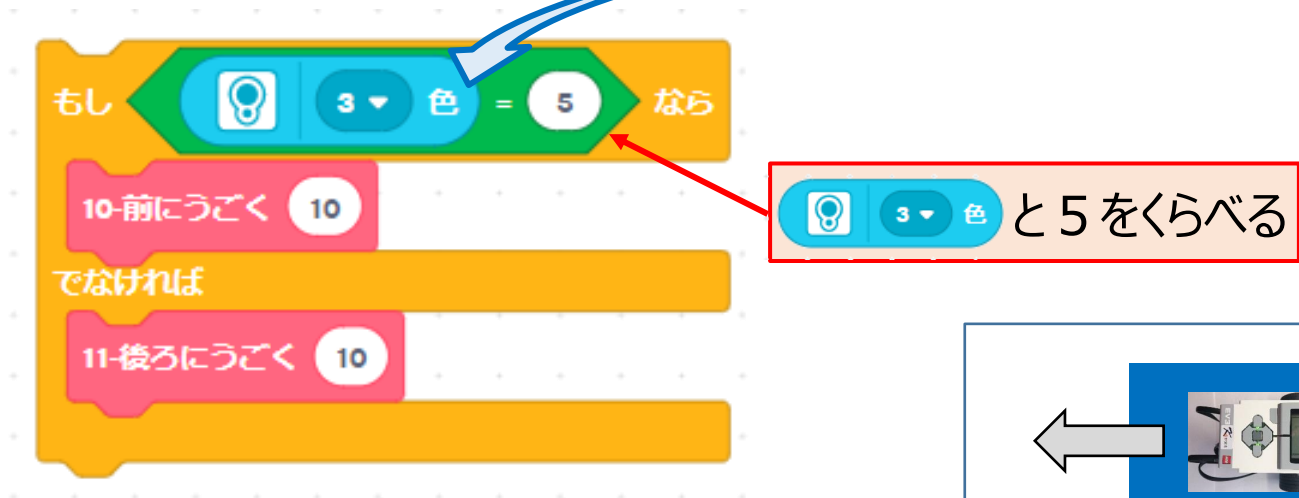 もし 3 色 = 5 なら
10-前にうごく 10
でなければ
11-後ろにうごく 10
3 色 と5をくらべる